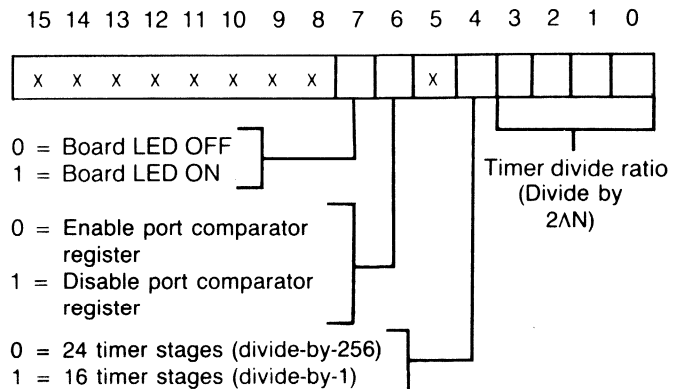 15 14 13 12 11 10 9 8 7 6 5 4 3 2 1 0
x x x x x x x x x
0 = Board LED OFF
1 = Board LED ON
Timer divide ratio
(Divide by
2ΛN)
0 = Enable port comparator
register
1 = Disable port comparator
register
0 = 24 timer stages (divide-by-256)
1 = 16 timer stages (divide-by-1)